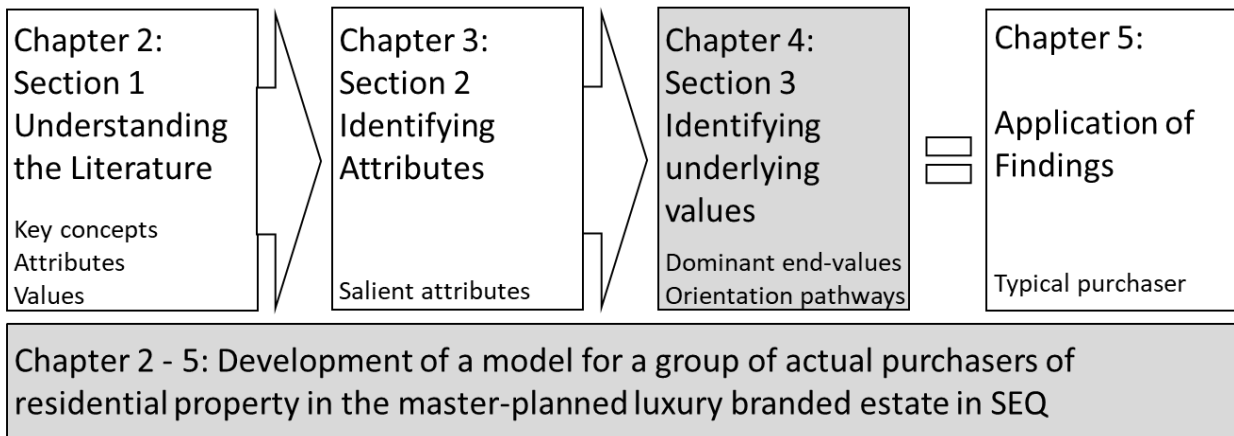 Chapter 2:
Section 1
Understanding
the Literature
Key concepts
Attributes
Values
Chapter 3:
Section 2
Identifying
Attributes
Salient attributes
Chapter 4:
Section 3
Identifying
underlying
values
Dominant end-values
Orientation pathways
Chapter 5:
Application of
Findings
Typical purchaser
Chapter 2 - 5: Development of a model for a group of actual purchasers of
residential property in the master-planned luxury branded estate in SEQ